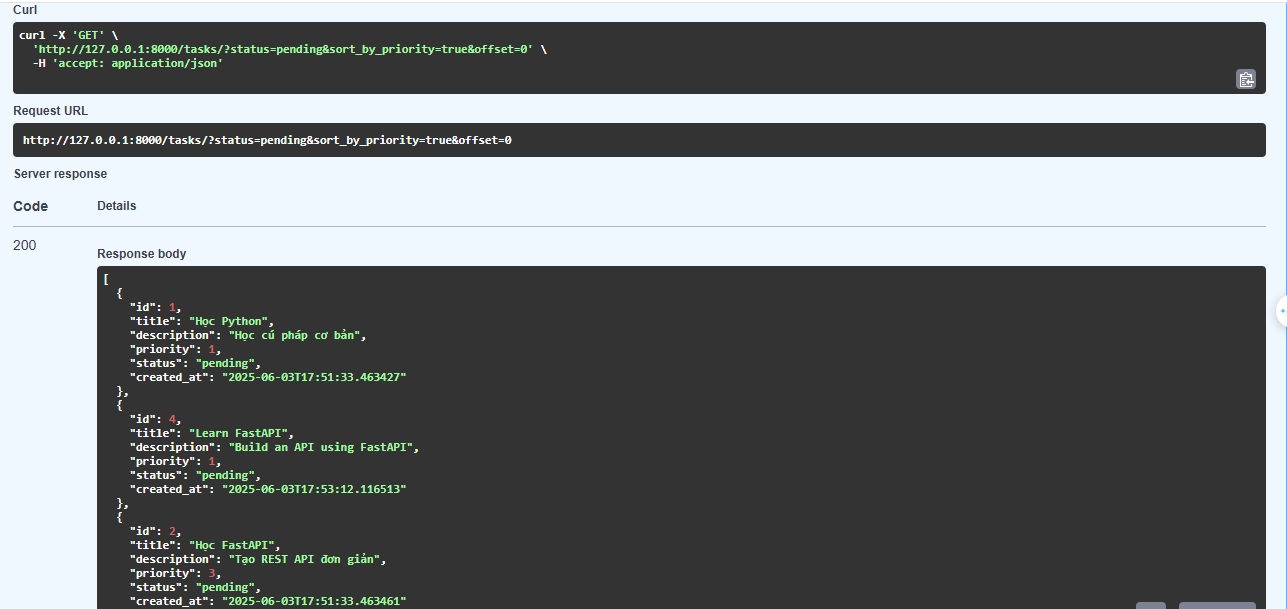 Curl
curl -X 'GET' \
  'http://127.0.0.1:8000/tasks/?status=pending&sort_by_priority=true&offset=0' \
  -H 'accept: application/json'
Request URL
http://127.0.0.1:8000/tasks/?status=pending&sort_by_priority=true&offset=0
Server response
Code Details
200
Response body
[
  {
    "id": 1,
    "title": "Học Python",
    "description": "Học cú pháp cơ bản",
    "priority": 1,
    "status": "pending",
    "created_at": "2025-06-03T17:51:33.463427"
  },
  {
    "id": 4,
    "title": "Learn FastAPI",
    "description": "Build an API using FastAPI",
    "priority": 1,
    "status": "pending",
    "created_at": "2025-06-03T17:53:12.116513"
  },
  {
    "id": 2,
    "title": "Học FastAPI",
    "description": "Tạo REST API đơn giản",
    "priority": 3,
    "status": "pending",
    "created_at": "2025-06-03T17:51:33.463461"